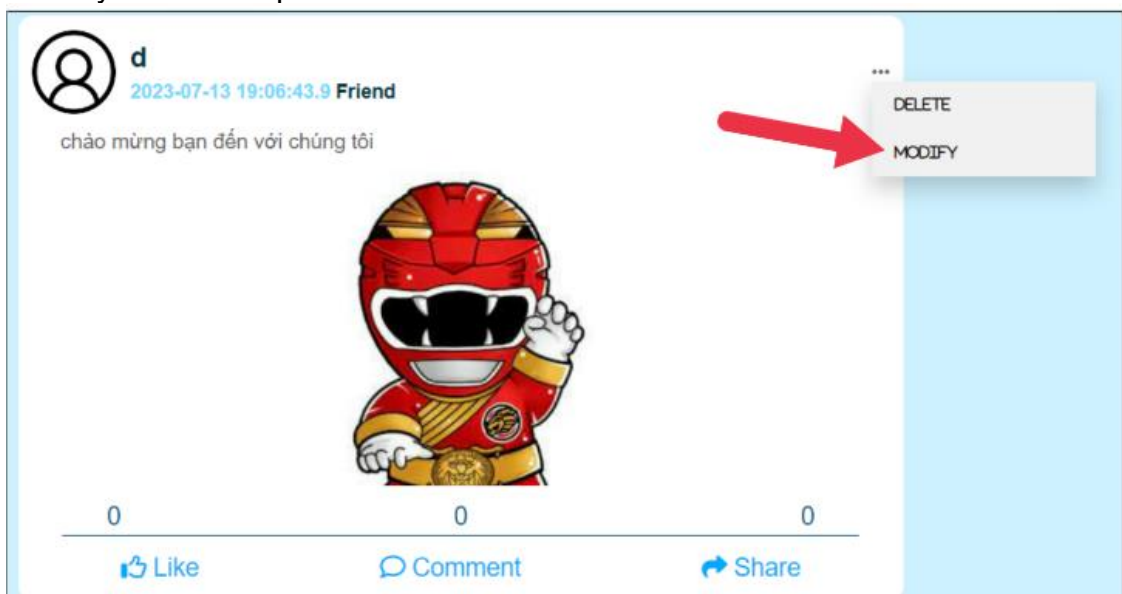 d
2023-07-13 19:06:43.9 Friend
DELETE
MODIFY
chào mừng bạn đến với chúng tôi
0 0 0
Like Comment Share